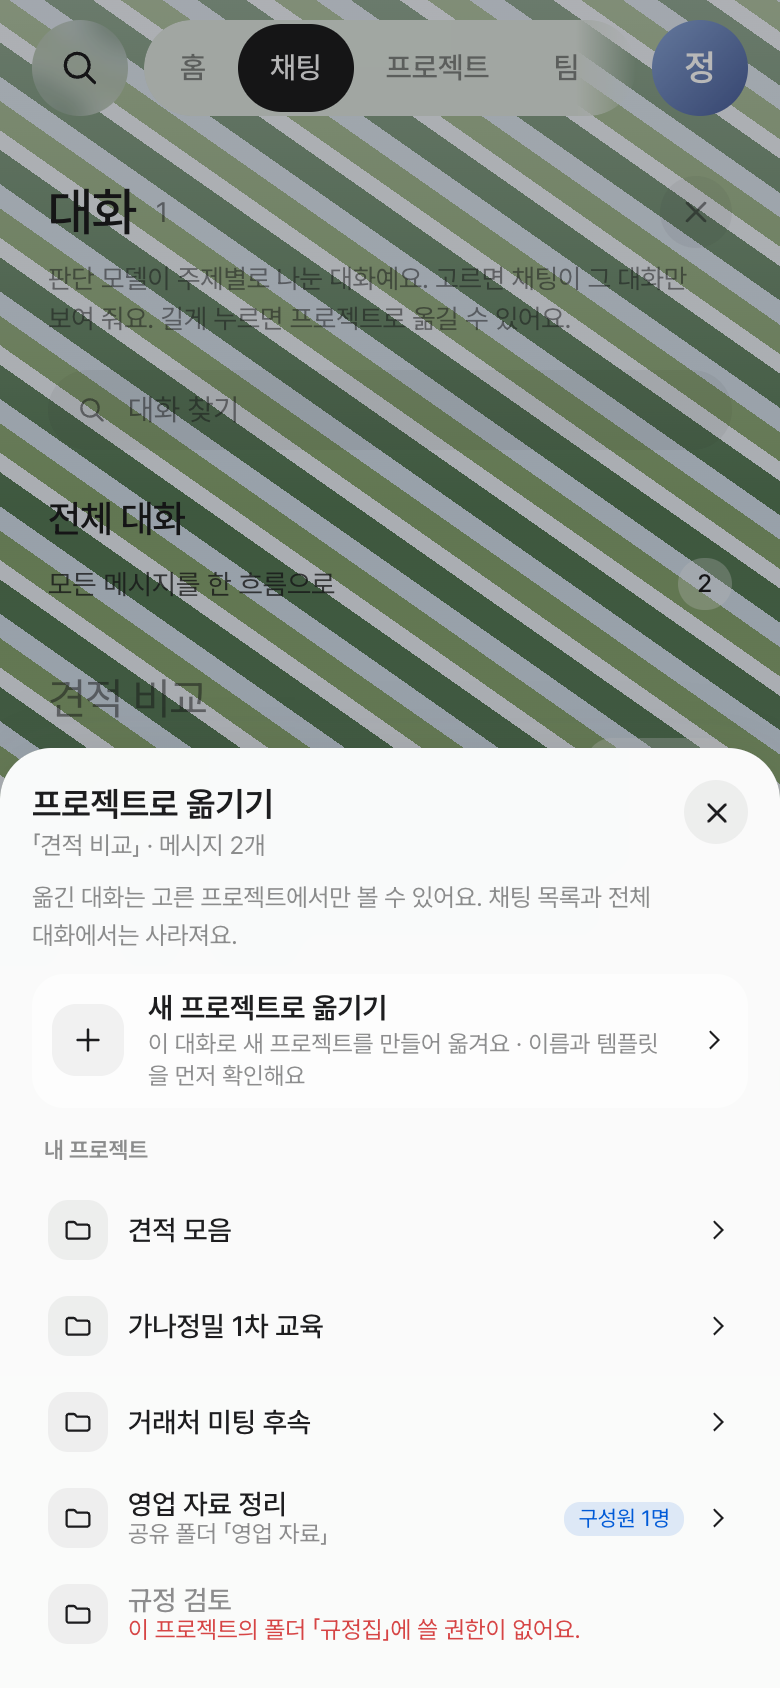 홈 채팅 프로젝트 팀 정
대화 1
판단 모델이 주제별로 나눈 대화예요. 고르면 채팅이 그 대화만
보여 줘요. 길게 누르면 프로젝트로 옮길 수 있어요.
대화 찾기
전체 대화
모든 메시지를 한 흐름으로 2
견적 비교
프로젝트로 옮기기
「견적 비교」 · 메시지 2개
옮긴 대화는 고른 프로젝트에서만 볼 수 있어요. 채팅 목록과 전체
대화에서는 사라져요.
새 프로젝트로 옮기기
이 대화로 새 프로젝트를 만들어 옮겨요 · 이름과 템플릿
을 먼저 확인해요
내 프로젝트
견적 모음
가나정밀 1차 교육
거래처 미팅 후속
영업 자료 정리
공유 폴더 「영업 자료」 구성원 1명
규정 검토
이 프로젝트의 폴더 「규정집」에 쓸 권한이 없어요.